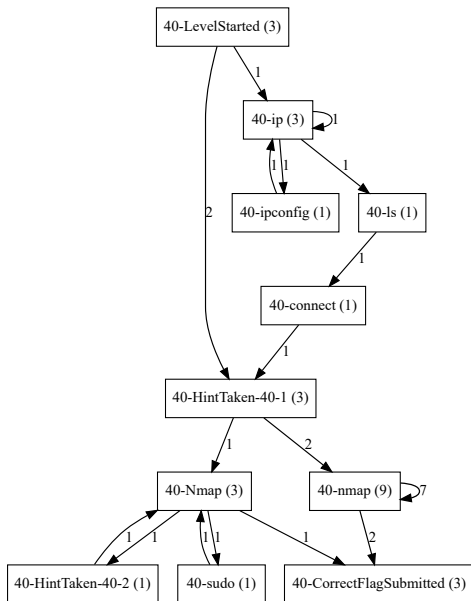 40-LevelStarted (3)
1
40-ip (3)
1
2
1
1
1
40-ipconfig (1)
40-ls (1)
1
40-connect (1)
1
40-HintTaken-40-1 (3)
1
2
40-Nmap (3)
40-nmap (9)
7
1
1
1
1
1
2
40-HintTaken-40-2 (1)
40-sudo (1)
40-CorrectFlagSubmitted (3)